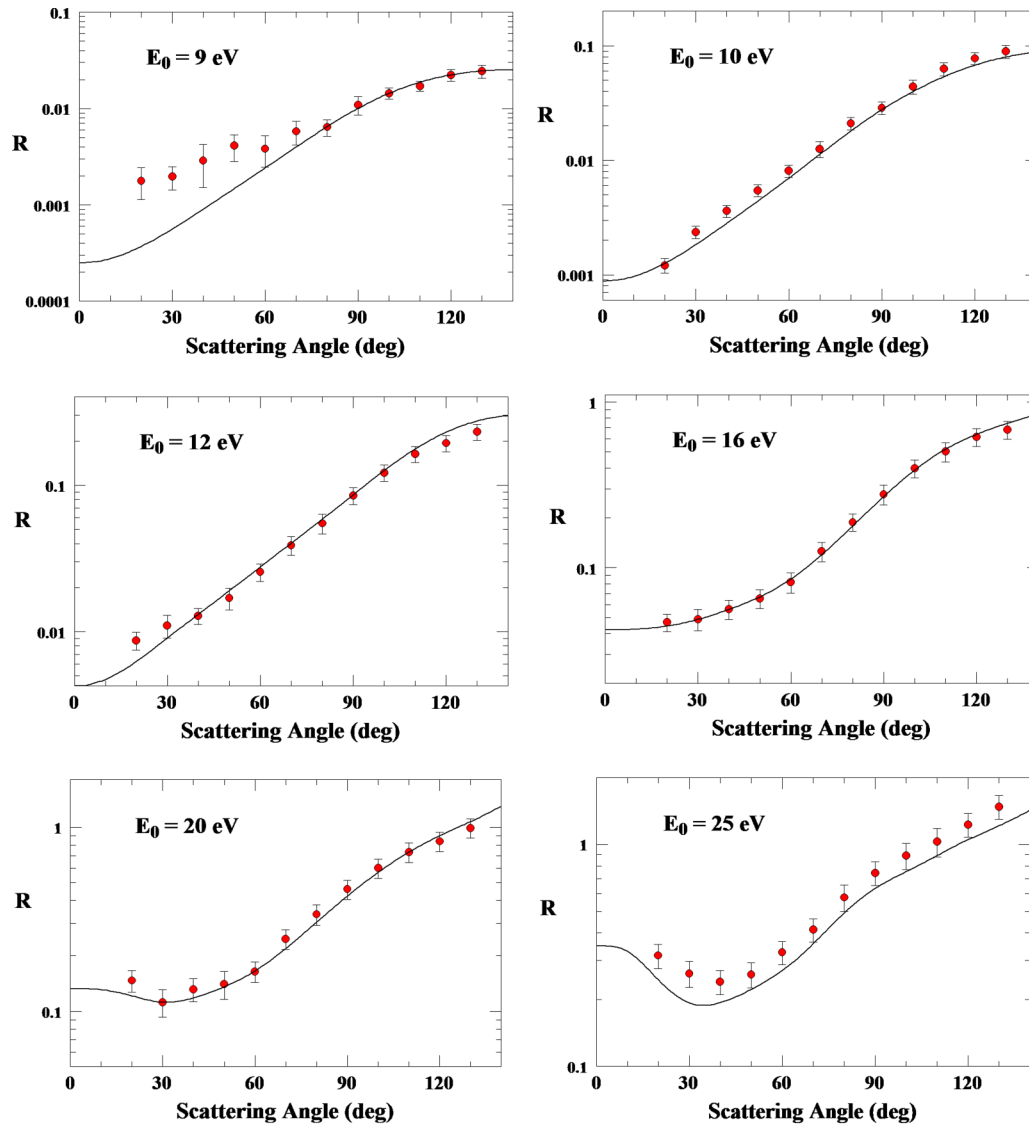 E₀ = 9 eV
0.1
0.01
0.001
0.0001
R
0 30 60 90 120
Scattering Angle (deg)
E₀ = 10 eV
0.1
0.01
0.001
R
0 30 60 90 120
Scattering Angle (deg)
E₀ = 12 eV
0.1
0.01
R
0 30 60 90 120
Scattering Angle (deg)
E₀ = 16 eV
1
0.1
R
0 30 60 90 120
Scattering Angle (deg)
E₀ = 20 eV
1
0.1
R
0 30 60 90 120
Scattering Angle (deg)
E₀ = 25 eV
1
0.1
R
0 30 60 90 120
Scattering Angle (deg)